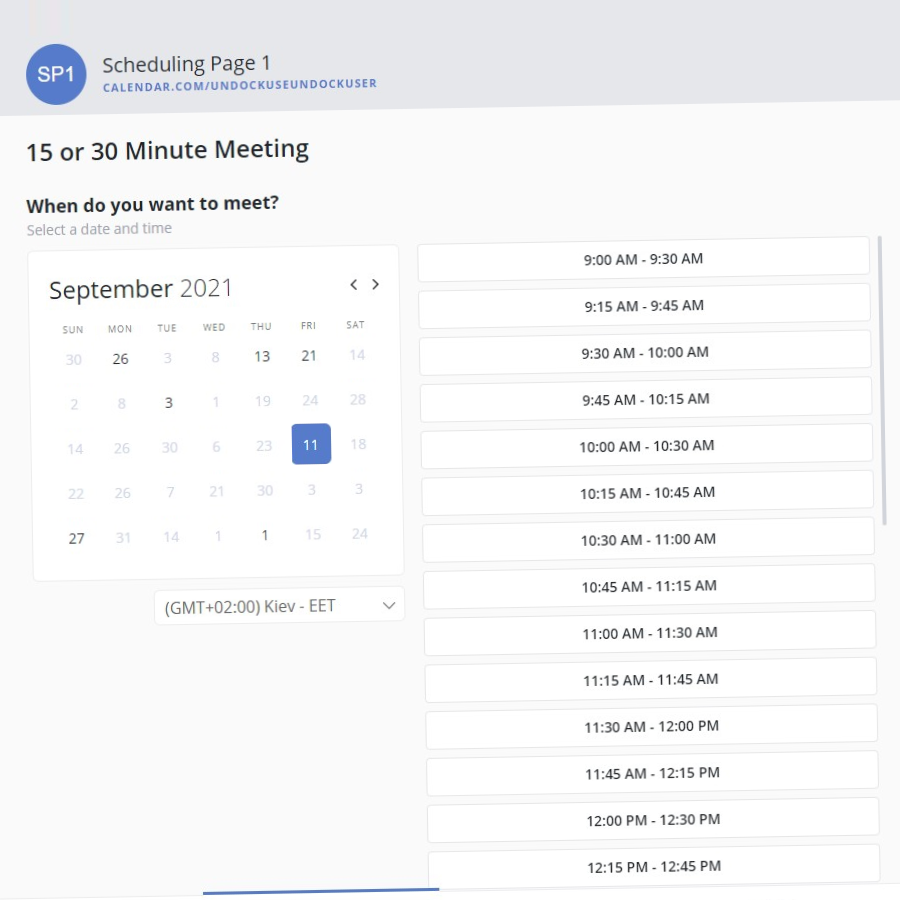 SP1
Scheduling Page 1
CALENDAR.COM/UNDOCKUSEUNDOCKUSER
15 or 30 Minute Meeting
When do you want to meet?
Select a date and time
September 2021
SUN MON TUE WED THU FRI SAT
30 26 3 8 13 21 14
2 8 3 1 19 24 28
14 26 30 6 23 11 18
22 26 7 21 30 3 3
27 31 14 1 1 15 24
(GMT+02:00) Kiev - EET
9:00 AM - 9:30 AM
9:15 AM - 9:45 AM
9:30 AM - 10:00 AM
9:45 AM - 10:15 AM
10:00 AM - 10:30 AM
10:15 AM - 10:45 AM
10:30 AM - 11:00 AM
10:45 AM - 11:15 AM
11:00 AM - 11:30 AM
11:15 AM - 11:45 AM
11:30 AM - 12:00 PM
11:45 AM - 12:15 PM
12:00 PM - 12:30 PM
12:15 PM - 12:45 PM